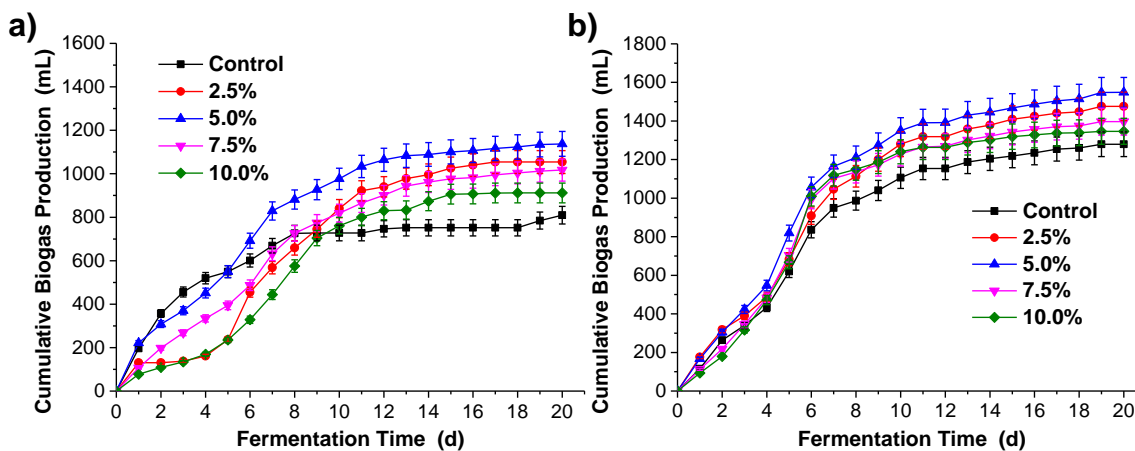 a)
Cumulative Biogas Production (mL)
1600
1400
1200
1000
800
600
400
200
0
Control
2.5%
5.0%
7.5%
10.0%
0 2 4 6 8 10 12 14 16 18 20
Fermentation Time (d)
b)
Cumulative Biogas Production (mL)
1800
1600
1400
1200
1000
800
600
400
200
0
Control
2.5%
5.0%
7.5%
10.0%
0 2 4 6 8 10 12 14 16 18 20
Fermentation Time (d)